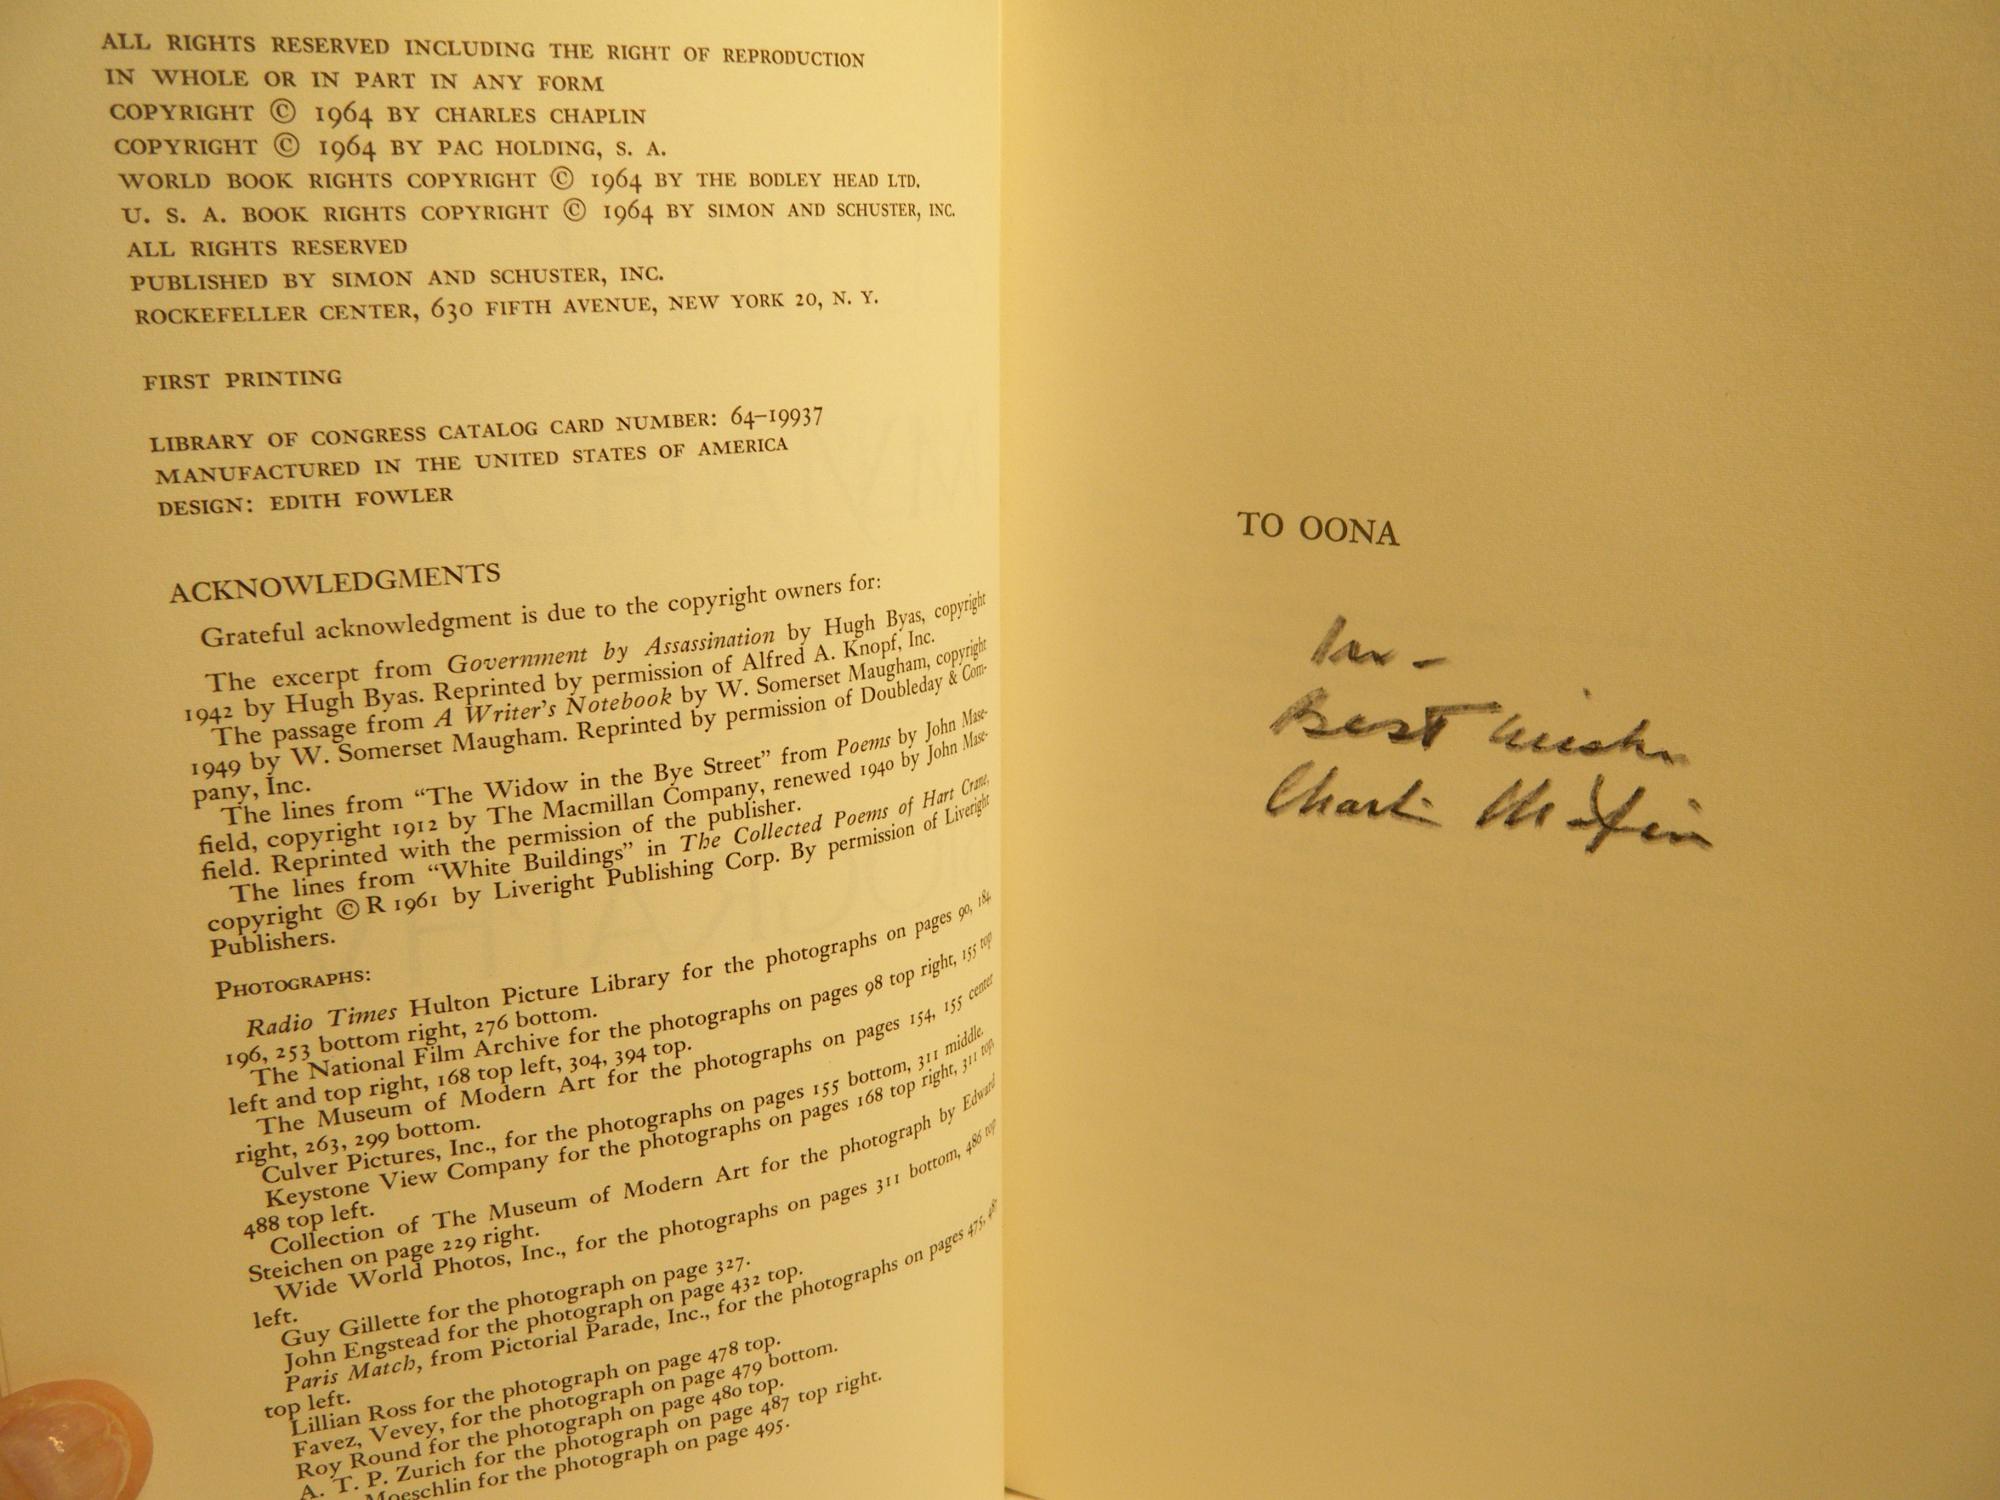 ALL RIGHTS RESERVED INCLUDING THE RIGHT OF REPRODUCTION
IN WHOLE OR IN PART IN ANY FORM
COPYRIGHT © 1964 BY CHARLES CHAPLIN
COPYRIGHT © 1964 BY PAC HOLDING, S. A.
WORLD BOOK RIGHTS COPYRIGHT © 1964 BY THE BODLEY HEAD LTD.
U. S. A. BOOK RIGHTS COPYRIGHT © 1964 BY SIMON AND SCHUSTER, INC.
ALL RIGHTS RESERVED
PUBLISHED BY SIMON AND SCHUSTER, INC.
ROCKEFELLER CENTER, 630 FIFTH AVENUE, NEW YORK 20, N. Y.
FIRST PRINTING
LIBRARY OF CONGRESS CATALOG CARD NUMBER: 64–19937
MANUFACTURED IN THE UNITED STATES OF AMERICA
DESIGN: EDITH FOWLER
ACKNOWLEDGMENTS
Grateful acknowledgment is due to the copyright owners for:
The excerpt from Government by Assassination by Hugh Byas, copyright
1942 by Hugh Byas. Reprinted by permission of Alfred A. Knopf, Inc.
The passage from A Writer's Notebook by W. Somerset Maugham, copyright
1949 by W. Somerset Maugham. Reprinted by permission of Doubleday & Com-
pany, Inc.
The lines from “The Widow in the Bye Street” from Poems by John Mase-
field, copyright 1912 by The Macmillan Company, renewed 1940 by John Mase-
field. Reprinted with the permission of the publisher.
The lines from “White Buildings” in The Collected Poems of Hart Crane,
copyright © R 1961 by Liveright Publishing Corp. By permission of Liveright
Publishers.
PHOTOGRAPHS:
Radio Times Hulton Picture Library for the photographs on pages 90, 184,
196, 253 bottom right, 276 bottom.
The National Film Archive for the photographs on pages 98 top right, 155 top
left and top right, 168 top left, 304, 394 top.
The Museum of Modern Art for the photographs on pages 154, 155 center
right, 263, 299 bottom.
Culver Pictures, Inc., for the photographs on pages 155 bottom, 311 middle.
Keystone View Company for the photographs on pages 168 top right, 311 top,
488 top left.
Collection of The Museum of Modern Art for the photograph by Edward
Steichen on page 229 right.
Wide World Photos, Inc., for the photographs on pages 311 bottom, 486 top
left.
Guy Gillette for the photograph on page 327.
John Engstead for the photograph on page 432 top.
Paris Match, from Pictorial Parade, Inc., for the photographs on pages 475,
top left.
Lillian Ross for the photograph on page 478 top.
Favez, Vevey, for the photograph on page 479 bottom.
Roy Round for the photograph on page 480 top.
A. T. P. Zurich for the photograph on page 487 top right.
Moeschlin for the photograph on page 495.
TO OONA
Best wishes
Charlie Chaplin